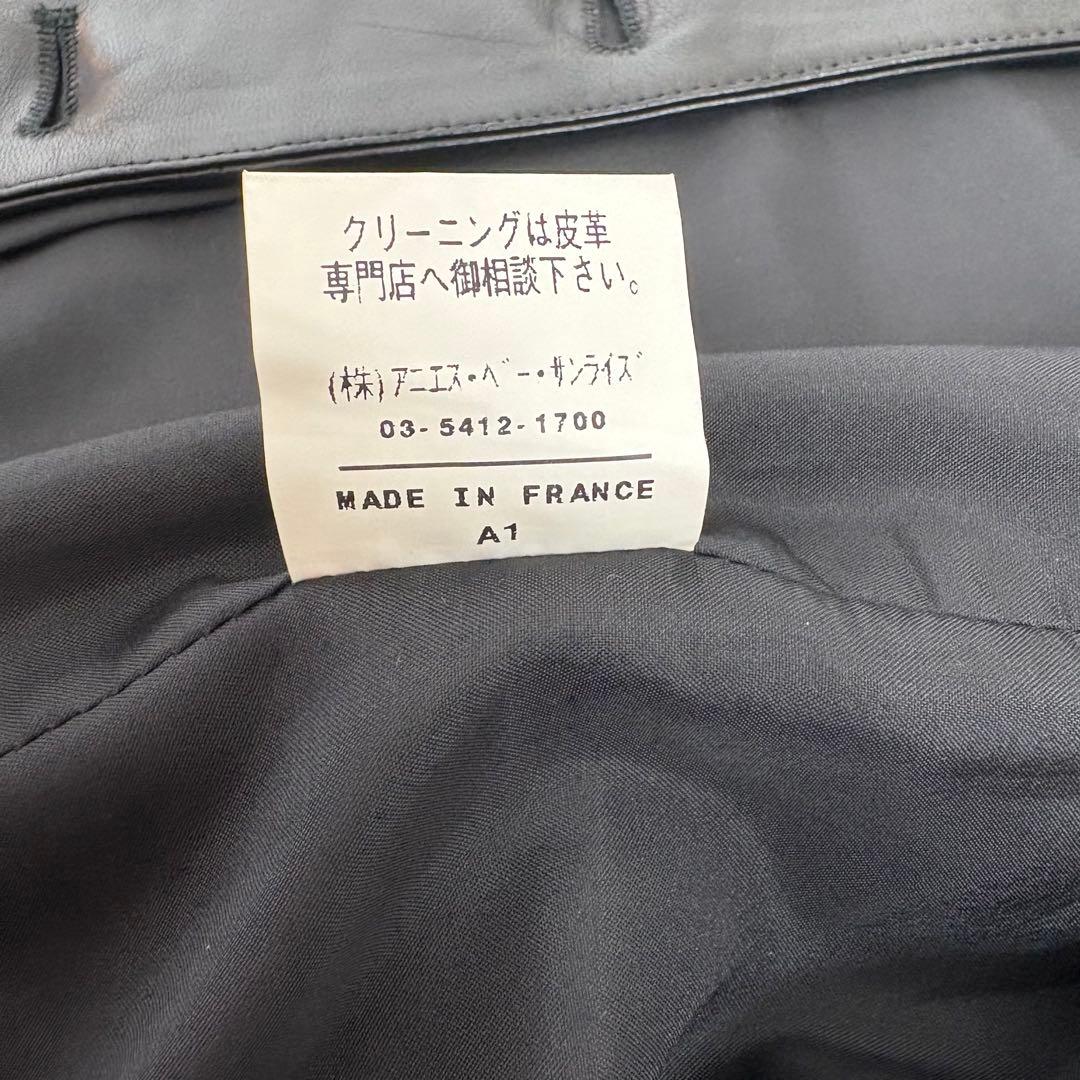 クリーニングは皮革
専門店へ御相談下さい。
(株)アニエス・ベー・サンライズ
03-5412-1700
MADE IN FRANCE
A1